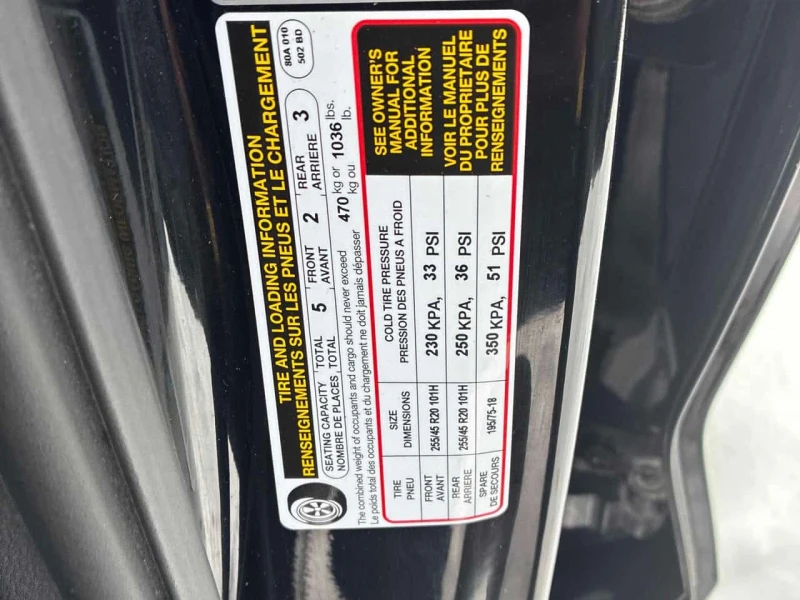 TIRE AND LOADING INFORMATION
RENSEIGNEMENTS SUR LES PNEUS ET LE CHARGEMENT
80A 010
502 BD
SEATING CAPACITY TOTAL 5 FRONT 2 REAR 3
NOMBRE DE PLACES TOTAL AVANT ARRIERE
The combined weight of occupants and cargo should never exceed 470 kg or 1036 lbs.
Le poids total des occupants et du chargement ne doit jamais dépasser kg ou lb.
TIRE SIZE COLD TIRE PRESSURE
PNEU DIMENSIONS PRESSION DES PNEUS A FROID
FRONT
AVANT 255/45 R20 101H 230 KPA, 33 PSI
REAR
ARRIERE 255/45 R20 101H 250 KPA, 36 PSI
SPARE
DE SECOURS 195/75-18 350 KPA, 51 PSI
SEE OWNER'S
MANUAL FOR
ADDITIONAL
INFORMATION
VOIR LE MANUEL
DU PROPRIETAIRE
POUR PLUS DE
RENSEIGNEMENTS